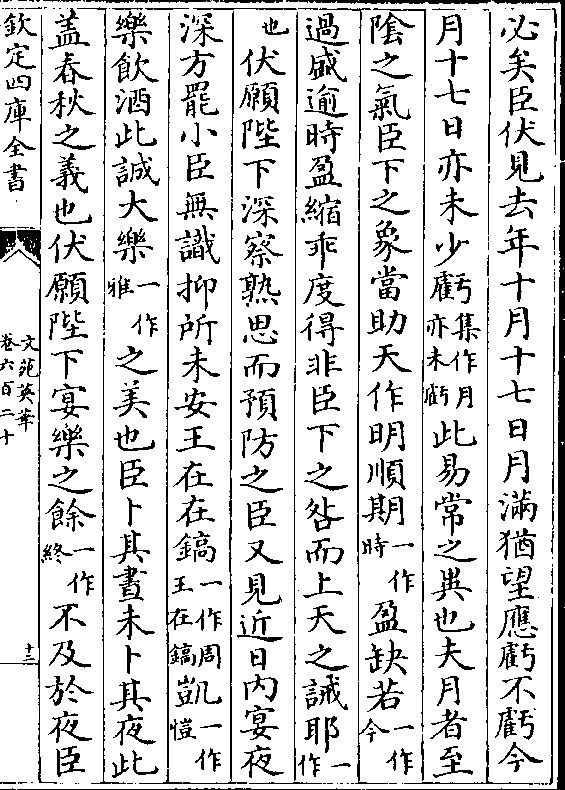 必矣臣伏見去年十月十七日月滿猶望應虧不虧今
月十七日亦未少虧集作月亦未虧此易常之異也夫月者至
陰之氣臣下之象當助天作明順期一作時盈缺若一作今
過盛逾時盈縮乖度得非臣下之咎而上天之誡耶一作
也伏願陛下深察熟思而預防之臣又見近日内宴夜
深方罷小臣無識抑所未安王在在鎬一作周王在鎬豈凱一作愷
樂飲酒此誠大樂一作雅之美也臣卜其晝未卜其夜此
蓋春秋之義也伏願陛下宴樂之餘一作終不及於夜臣
欽定四庫全書
文苑英華
卷六百二十
十三